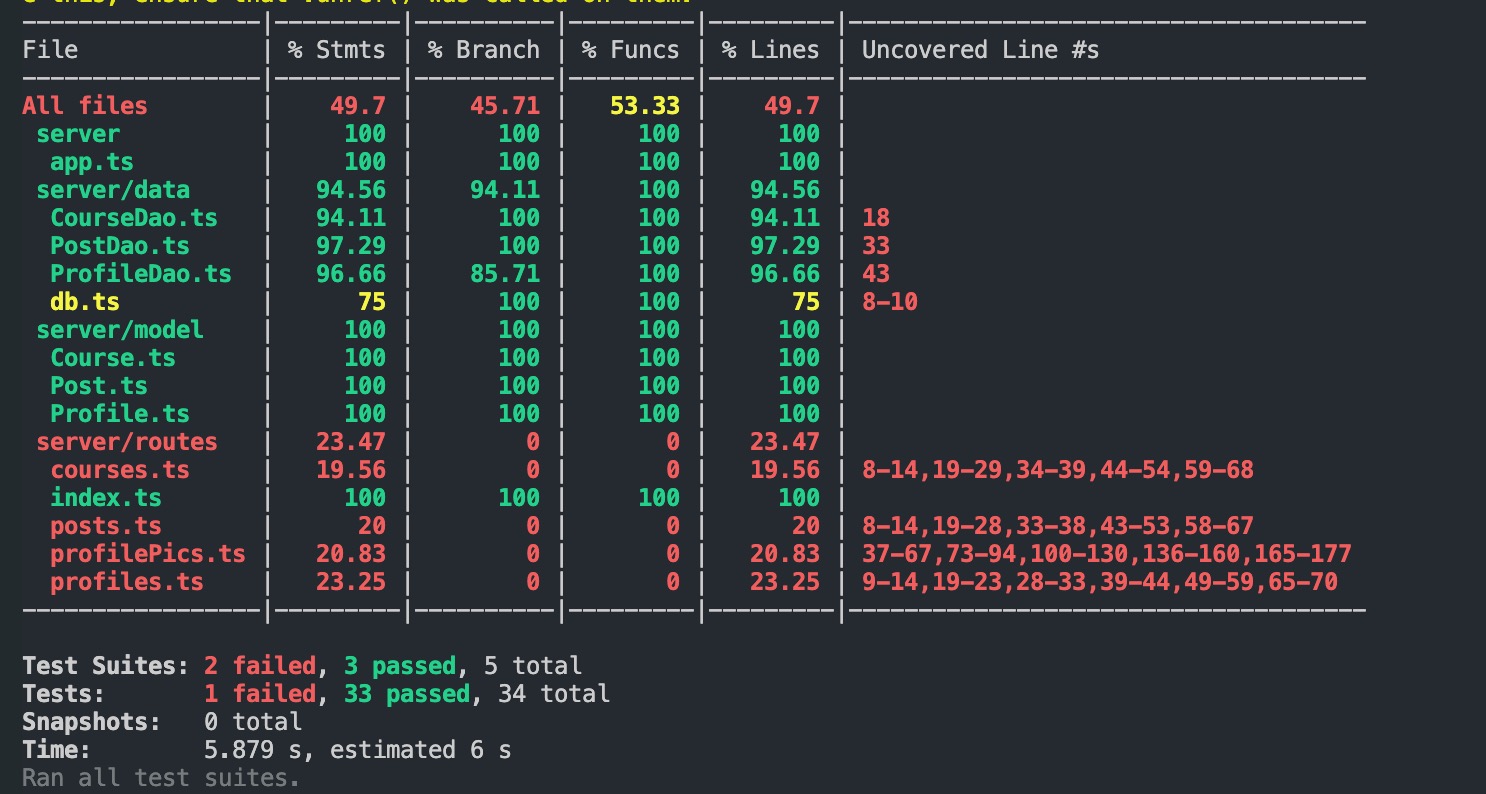 this, ensure that .unref() was called on them.
File | % Stmts | % Branch | % Funcs | % Lines | Uncovered Line #s
All files | 49.7 | 45.71 | 53.33 | 49.7 |
server | 100 | 100 | 100 | 100 |
app.ts | 100 | 100 | 100 | 100 |
server/data | 94.56 | 94.11 | 100 | 94.56 |
CourseDao.ts | 94.11 | 100 | 100 | 94.11 | 18
PostDao.ts | 97.29 | 100 | 100 | 97.29 | 33
ProfileDao.ts | 96.66 | 85.71 | 100 | 96.66 | 43
db.ts | 75 | 100 | 100 | 75 | 8-10
server/model | 100 | 100 | 100 | 100 |
Course.ts | 100 | 100 | 100 | 100 |
Post.ts | 100 | 100 | 100 | 100 |
Profile.ts | 100 | 100 | 100 | 100 |
server/routes | 23.47 | 0 | 0 | 23.47 |
courses.ts | 19.56 | 0 | 0 | 19.56 | 8-14,19-29,34-39,44-54,59-68
index.ts | 100 | 100 | 100 | 100 |
posts.ts | 20 | 0 | 0 | 20 | 8-14,19-28,33-38,43-53,58-67
profilePics.ts | 20.83 | 0 | 0 | 20.83 | 37-67,73-94,100-130,136-160,165-177
profiles.ts | 23.25 | 0 | 0 | 23.25 | 9-14,19-23,28-33,39-44,49-59,65-70
Test Suites: 2 failed, 3 passed, 5 total
Tests: 1 failed, 33 passed, 34 total
Snapshots: 0 total
Time: 5.879 s, estimated 6 s
Ran all test suites.